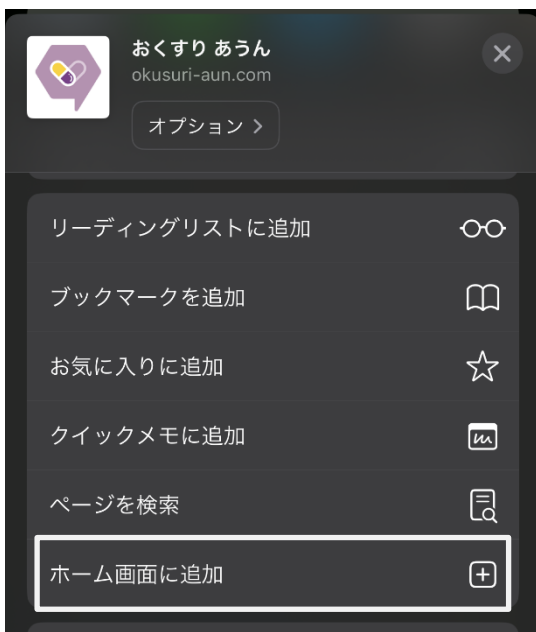 おくすり あうん
okusuri-aun.com
オプション
リーディングリストに追加
ブックマークを追加
お気に入りに追加
クイックメモに追加
ページを検索
ホーム画面に追加